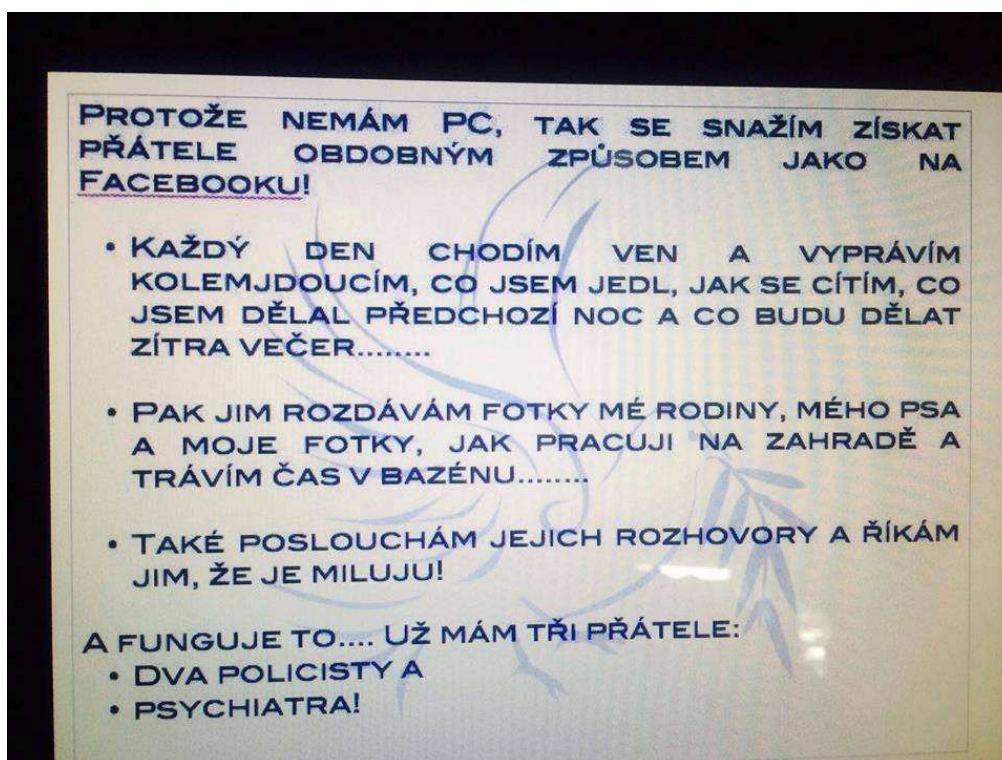 PROTOŽE NEMÁM PC, TAK SE SNAŽÍM ZÍSKAT
PŘÁTELE OBDOBNÝM ZPŮSOBEM JAKO NA
FACEBOOKU!
• KAŽDÝ DEN CHODÍM VEN A VYPRÁVÍM
KOLEMJDOUCÍM, CO JSEM JEDL, JAK SE CÍTÍM, CO
JSEM DĚLAL PŘEDCHOZÍ NOC A CO BUDU DĚLAT
ZÍTRA VEČER........
• PAK JIM ROZDÁVÁM FOTKY MÉ RODINY, MÉHO PSA
A MOJE FOTKY, JAK PRACUJI NA ZAHRADĚ A
TRÁVÍM ČAS V BAZÉNU........
• TAKÉ POSLOUCHÁM JEJICH ROZHOVORY A ŘÍKÁM
JIM, ŽE JE MILUJU!
A FUNGUJE TO.... UŽ MÁM TŘI PŘÁTELE:
• DVA POLICISTY A
• PSYCHIATRA!